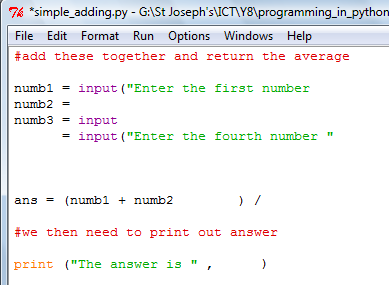 *simple_adding.py - G:\St Joseph's\ICT\Y8\programming_in_python
File Edit Format Run Options Windows Help
#add these together and return the average
numb1 = input("Enter the first number
numb2 =
numb3 = input
= input("Enter the fourth number "
ans = (numb1 + numb2 ) /
#we then need to print out answer
print ("The answer is " , )